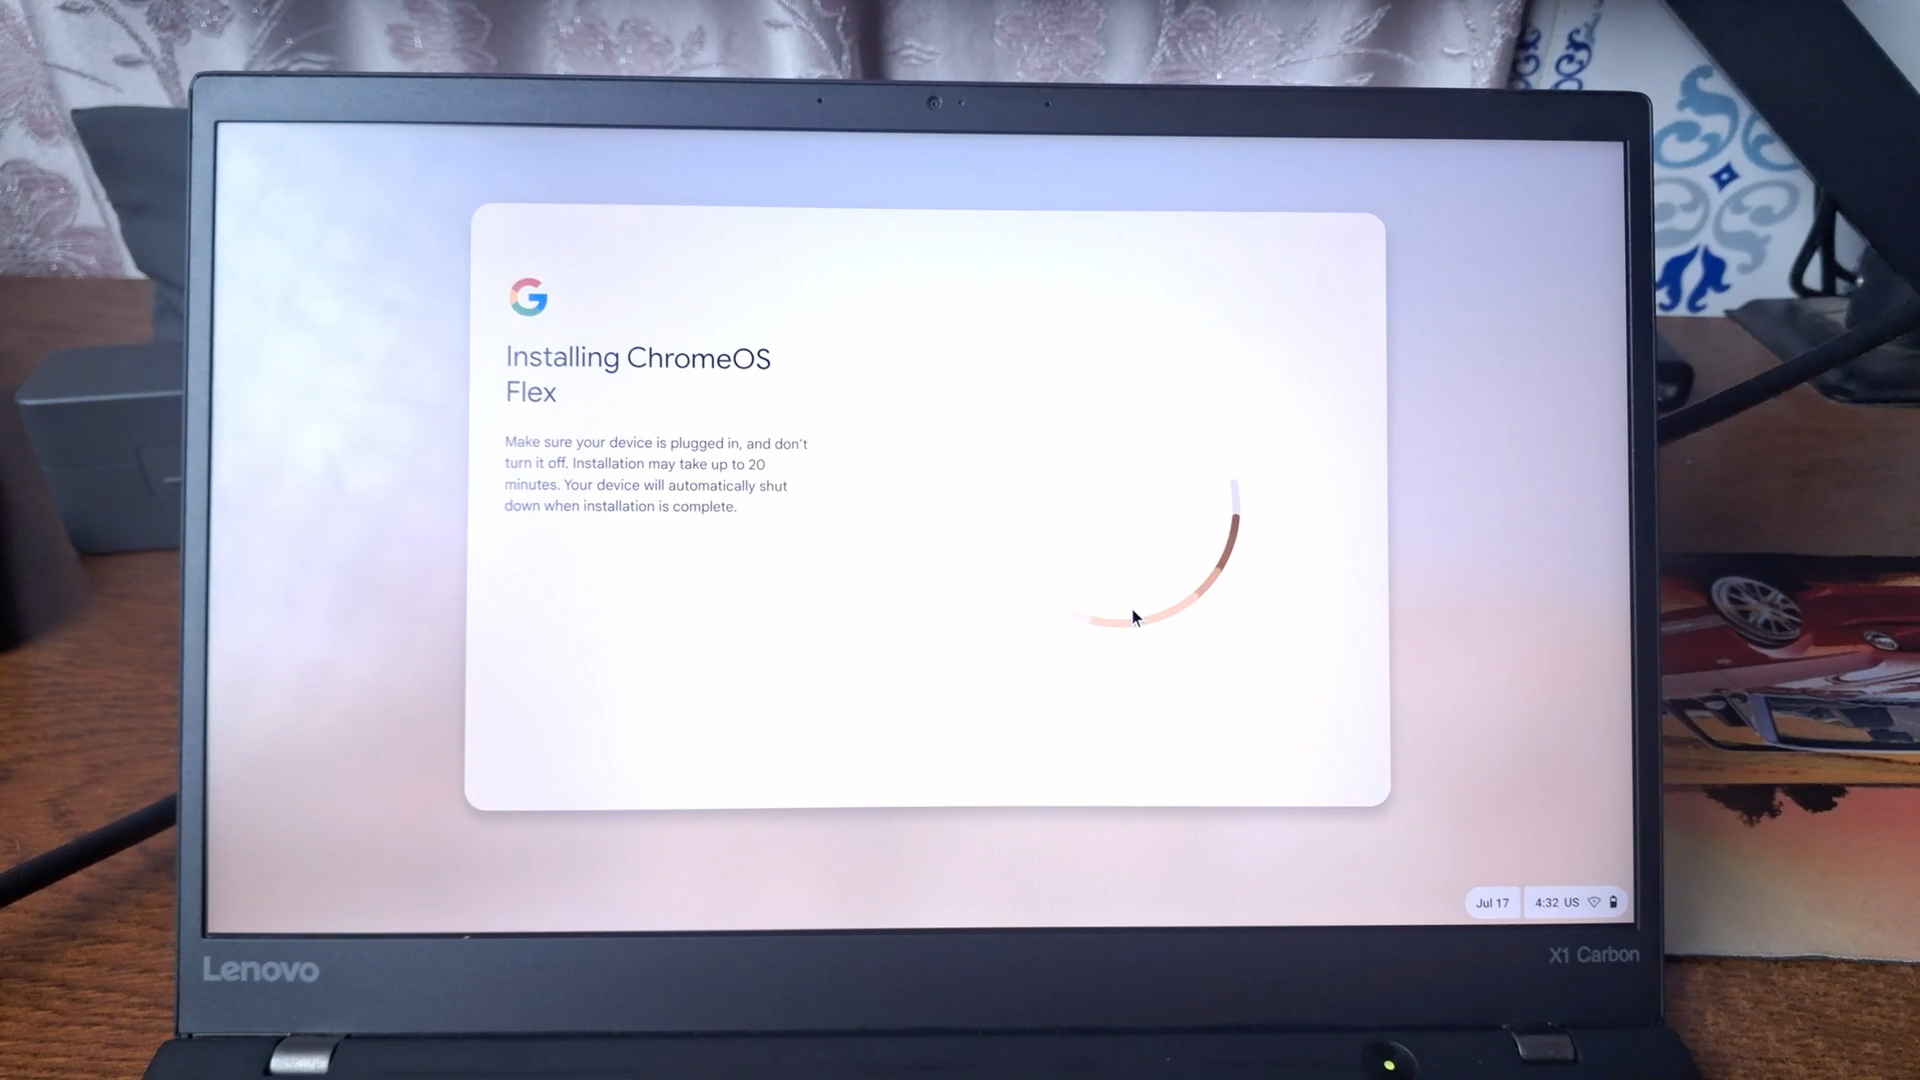 Installing ChromeOS
Flex
Make sure your device is plugged in, and don't
turn it off. Installation may take up to 20
minutes. Your device will automatically shut
down when installation is complete.
Jul 17
4:32 US
Lenovo
X1 Carbon